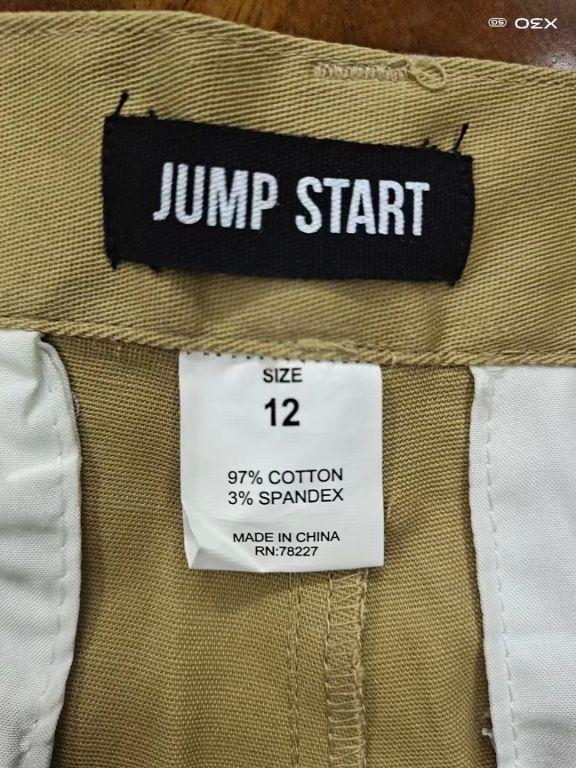 JUMP START
SIZE
12
97% COTTON
3% SPANDEX
MADE IN CHINA
RN:78227